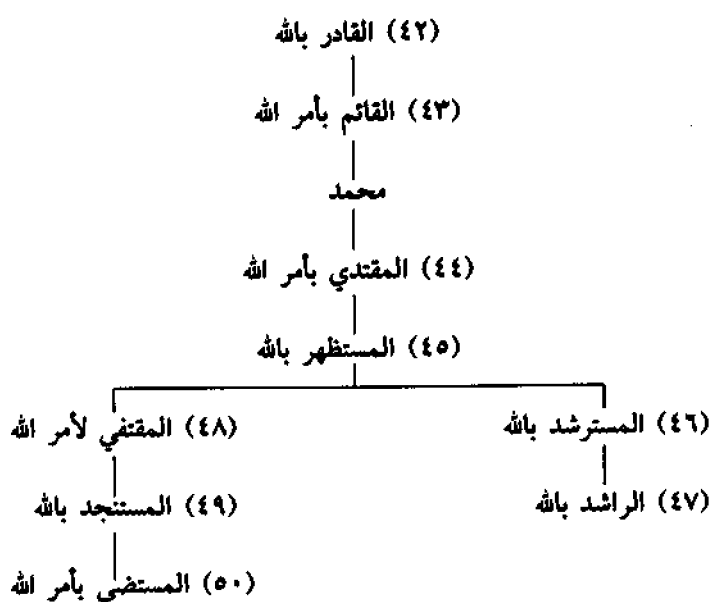 (٤٢) القادر بالله
(٤٣) القائم بأمر الله
محمد
(٤٤) المقتدي بأمر الله
(٤٥) المستظهر بالله
(٤٦) المسترشد بالله
(٤٨) المقتفي لأمر الله
(٤٧) الراشد بالله
(٤٩) المستنجد بالله
(٥٠) المستضي بأمر الله